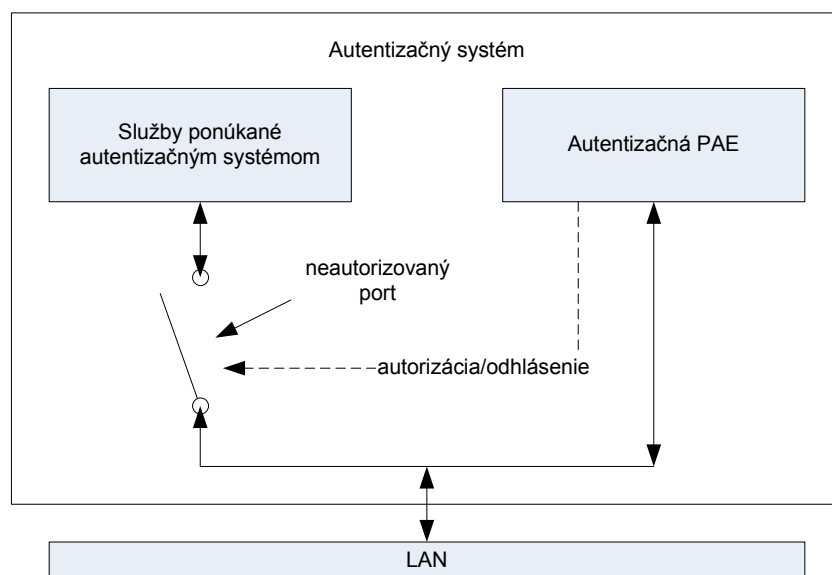 Autentizačný systém
Služby ponúkané
autentizačným systémom
Autentizačná PAE
neautorizovaný
port
autorizácia/odhlásenie
LAN